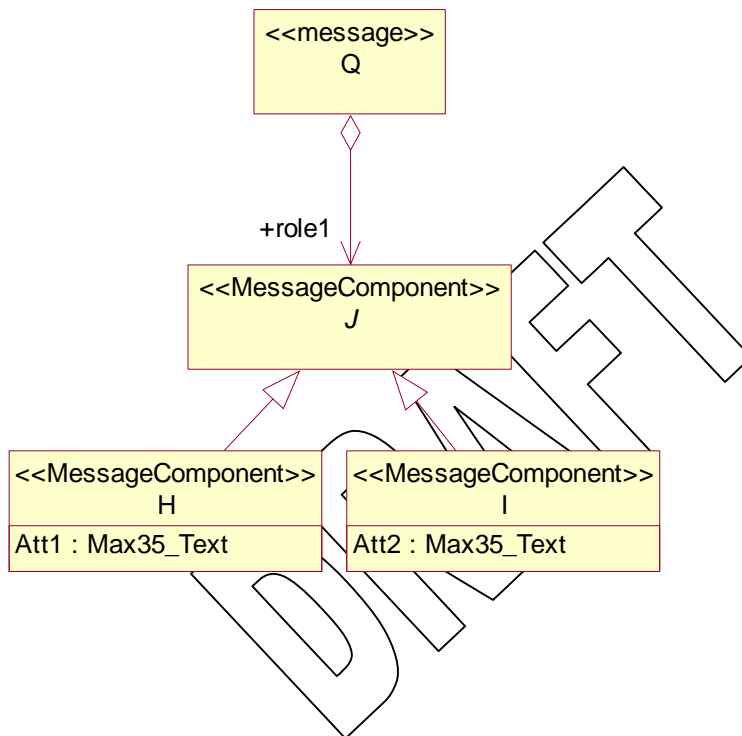 <<message>>
Q
+role1
<<MessageComponent>>
J
<<MessageComponent>>
H
Att1 : Max35_Text
<<MessageComponent>>
I
Att2 : Max35_Text
DRAFT